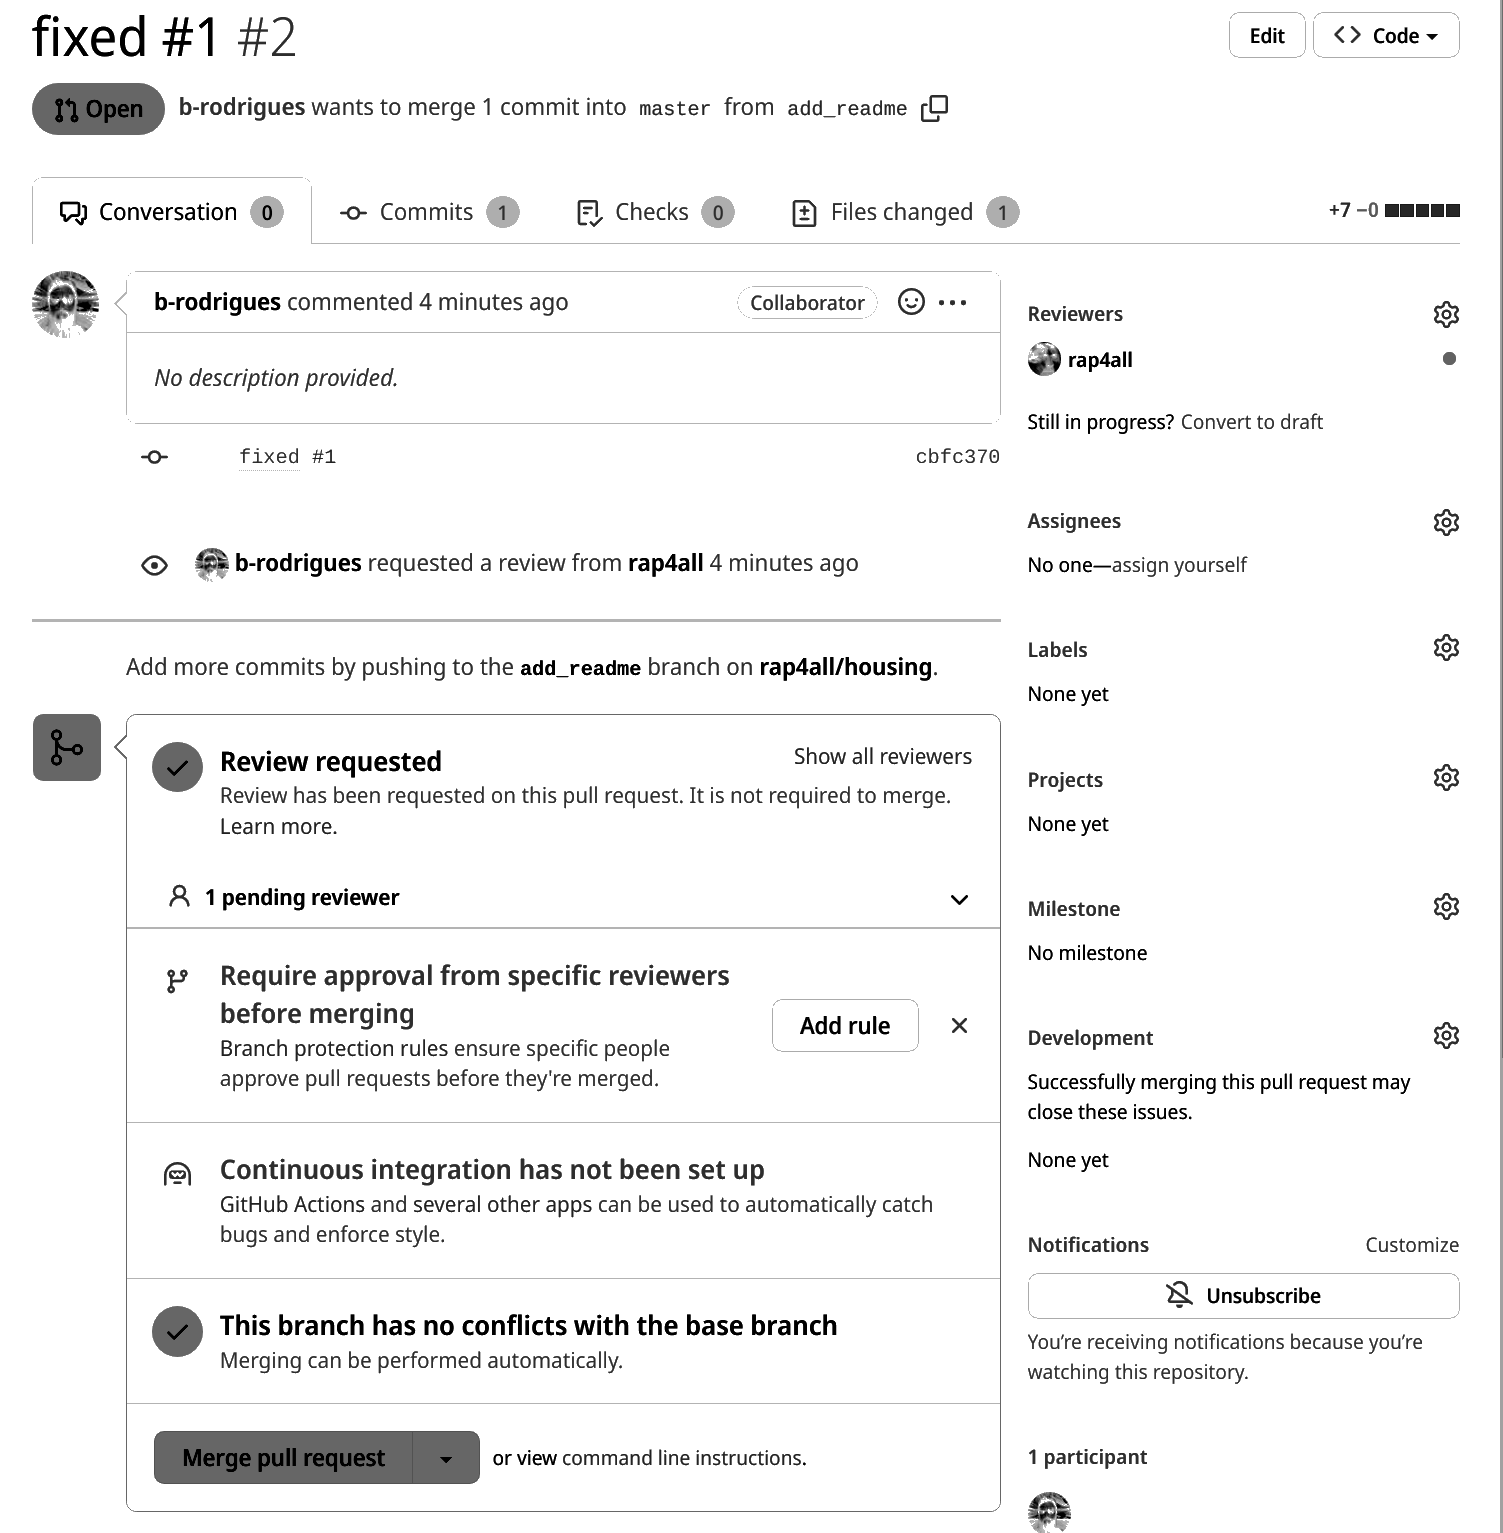 fixed #1 #2
Edit
Code
Open
b-rodrigues wants to merge 1 commit into master from add_readme
Conversation 0
Commits 1
Checks 0
Files changed 1
+7 −0
b-rodrigues commented 4 minutes ago
Collaborator
No description provided.
fixed #1
cbfc370
b-rodrigues requested a review from rap4all 4 minutes ago
Add more commits by pushing to the add_readme branch on rap4all/housing.
Review requested
Show all reviewers
Review has been requested on this pull request. It is not required to merge.
Learn more.
1 pending reviewer
Require approval from specific reviewers
before merging
Branch protection rules ensure specific people
approve pull requests before they're merged.
Add rule
Continuous integration has not been set up
GitHub Actions and several other apps can be used to automatically catch
bugs and enforce style.
This branch has no conflicts with the base branch
Merging can be performed automatically.
Merge pull request
or view command line instructions.
Reviewers
rap4all
Still in progress? Convert to draft
Assignees
No one—assign yourself
Labels
None yet
Projects
None yet
Milestone
No milestone
Development
Successfully merging this pull request may
close these issues.
None yet
Notifications
Customize
Unsubscribe
You’re receiving notifications because you’re
watching this repository.
1 participant